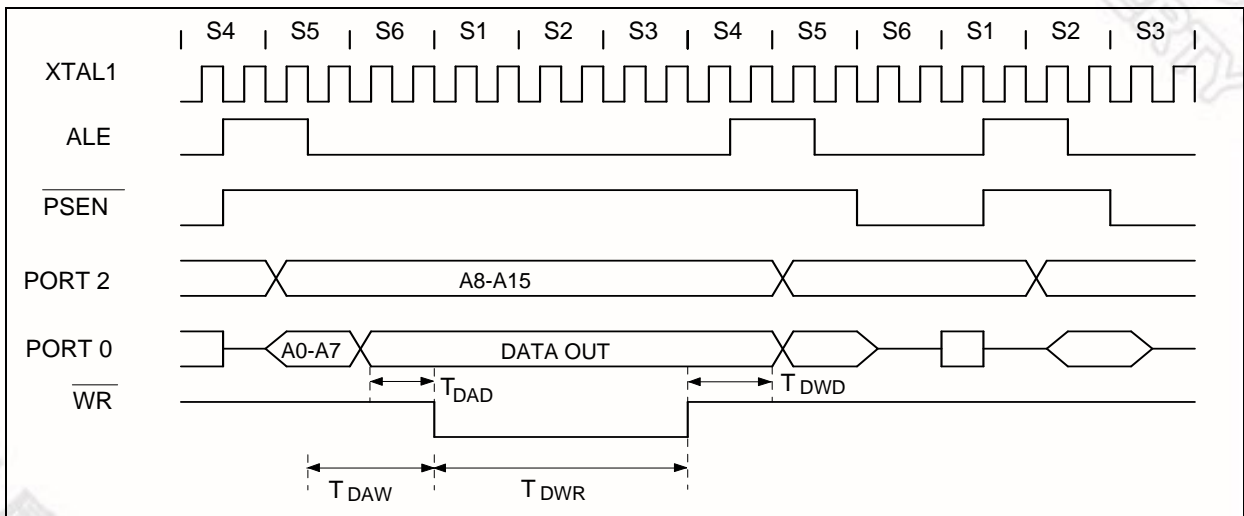 S4 S5 S6 S1 S2 S3 S4 S5 S6 S1 S2 S3
XTAL1
ALE
PSEN
PORT 2
A8-A15
PORT 0
A0-A7
DATA OUT
TDAD
TDWD
WR
TDAW
TDWR